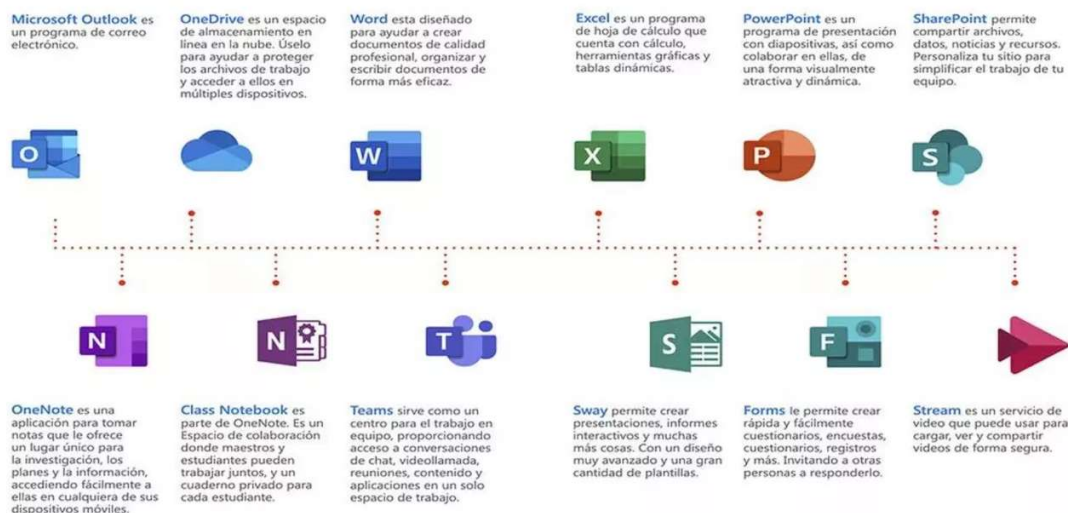 Microsoft Outlook es
un programa de correo
electrónico.
OneDrive es un espacio
de almacenamiento en
línea en la nube. Úselo
para ayudar a proteger
los archivos de trabajo
y acceder a ellos en
múltiples dispositivos.
Word esta diseñado
para ayudar a crear
documentos de calidad
profesional, organizar y
escribir documentos de
forma más eficaz.
Excel es un programa
de hoja de cálculo que
cuenta con cálculo,
herramientas gráficas y
tablas dinámicas.
PowerPoint es un
programa de presentación
con diapositivas, así como
colaborar en ellas, de
una forma visualmente
atractiva y dinámica.
SharePoint permite
compartir archivos,
datos, noticias y recursos.
Personaliza tu sitio para
simplificar el trabajo de tu
equipo.
O
W
X
P
S
N
N
T
S
F
OneNote es una
aplicación para tomar
notas que le ofrece
un lugar único para
la investigación, los
planes y la información,
accediendo fácilmente a
ellas en cualquiera de sus
dispositivos móviles.
Class Notebook es
parte de OneNote. Es un
Espacio de colaboración
donde maestros y
estudiantes pueden
trabajar juntos, y un
cuaderno privado para
cada estudiante.
Teams sirve como un
centro para el trabajo en
equipo, proporcionando
acceso a conversaciones
de chat, videollamada,
reuniones, contenido y
aplicaciones en un solo
espacio de trabajo.
Sway permite crear
presentaciones, informes
interactivos y muchas
más cosas. Con un diseño
muy avanzado y una gran
cantidad de plantillas.
Forms le permite crear
rápida y fácilmente
cuestionarios, encuestas,
cuestionarios, registros
y más. Invitando a otras
personas a responderlo.
Stream es un servicio de
video que puede usar para
cargar, ver y compartir
videos de forma segura.